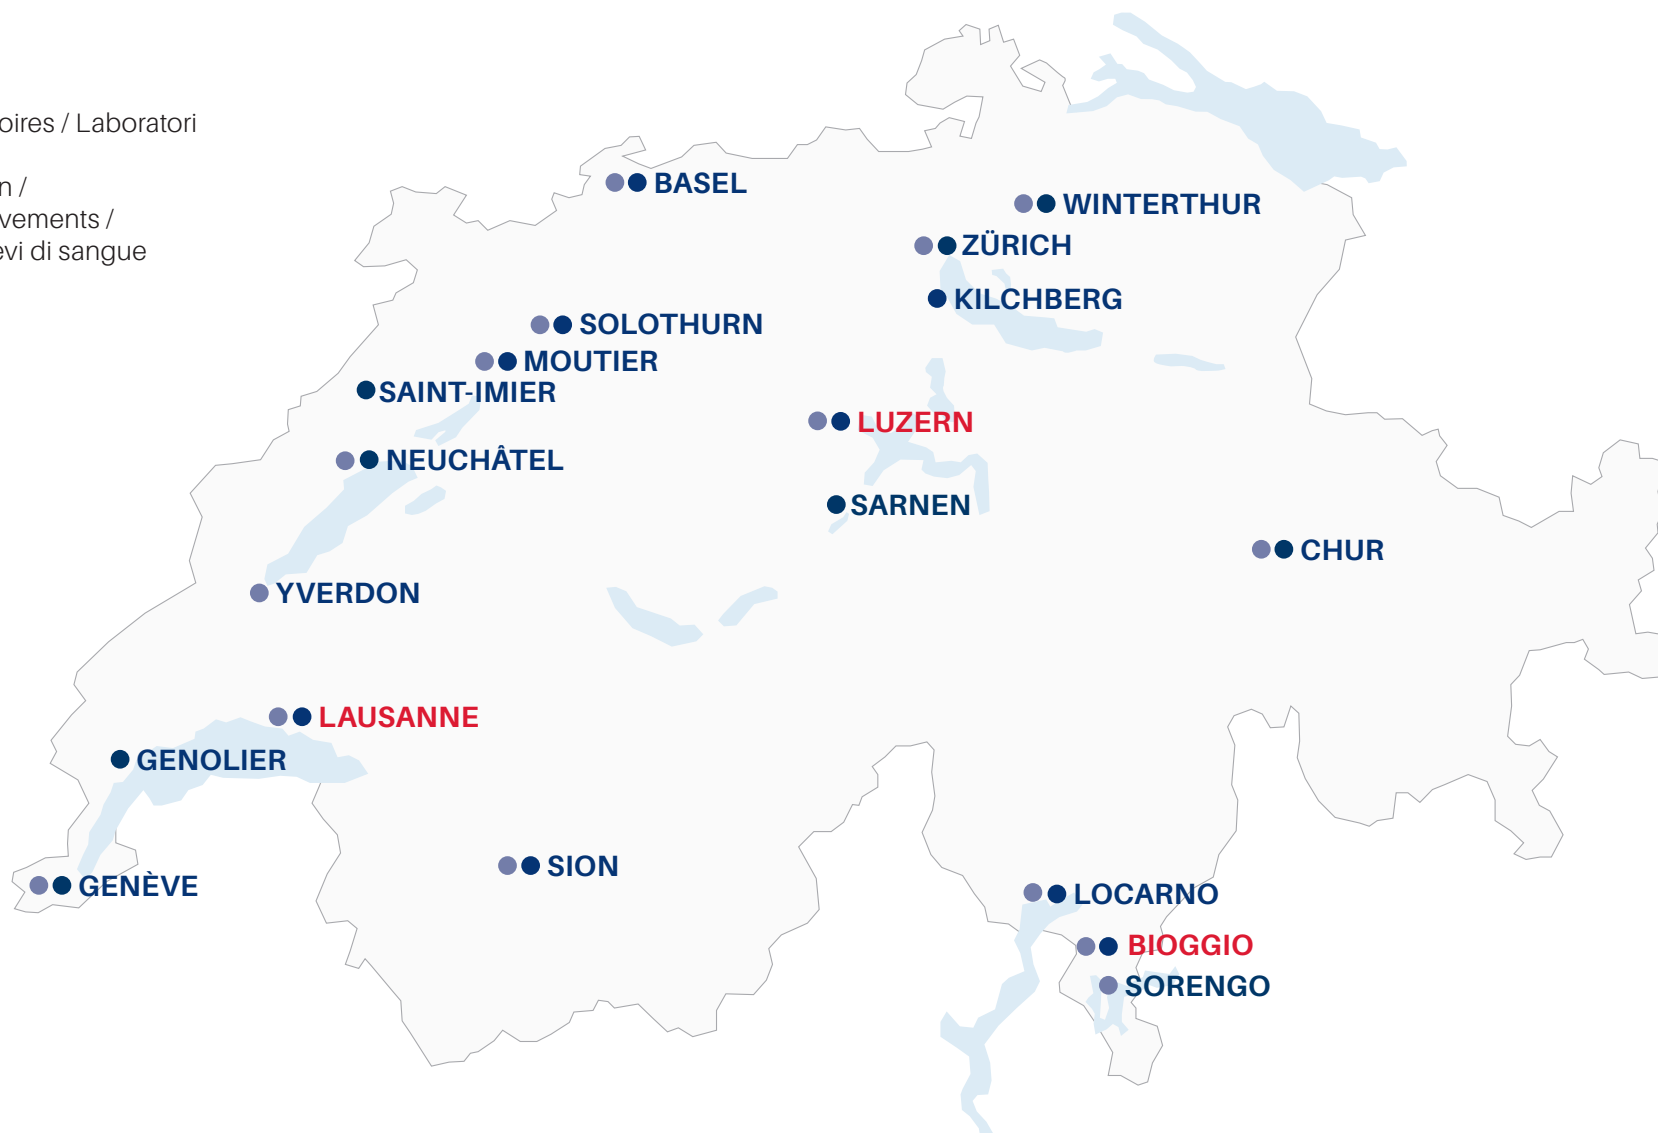 oires / Laboratori
n /
vements /
evi di sangue
BASEL
WINTERTHUR
ZÜRICH
KILCHBERG
SOLOTHURN
MOUTIER
SAINT-IMIER
LUZERN
NEUCHÂTEL
SARNEN
CHUR
YVERDON
LAUSANNE
GENOLIER
SION
GENÈVE
LOCARNO
BIOGGIO
SORENGO